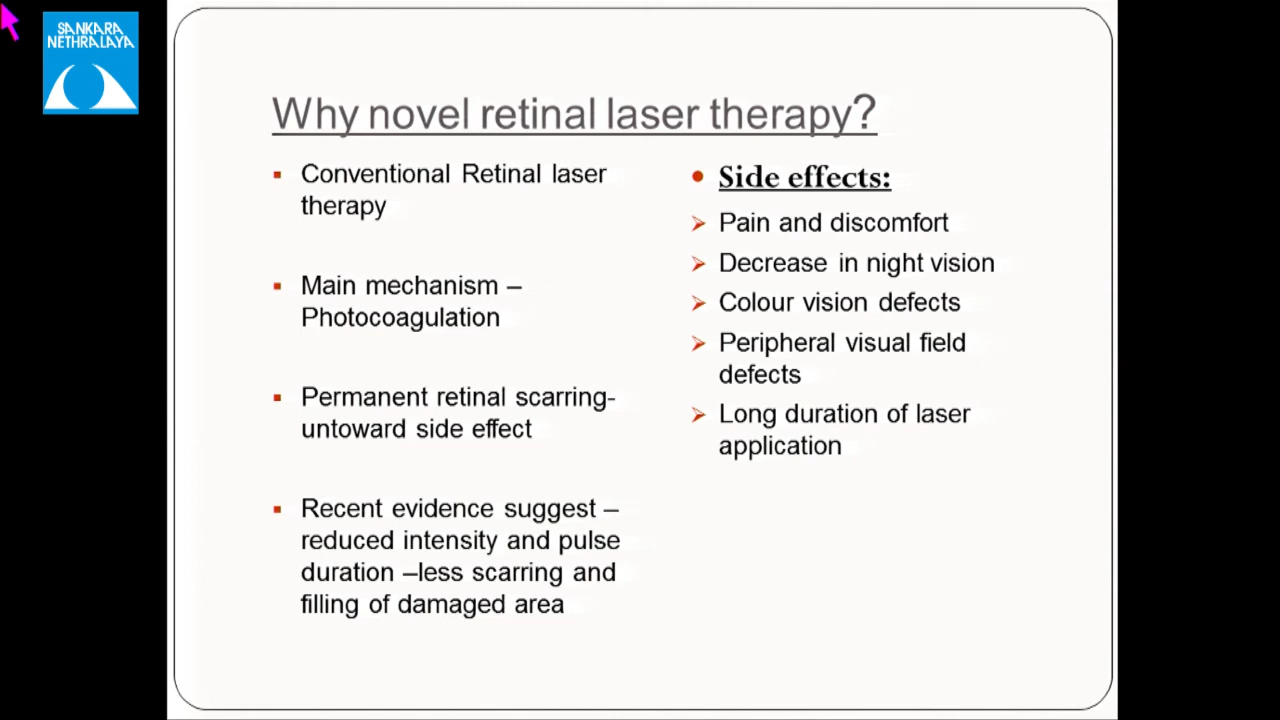 SANKARA
NETHRALAYA
Why novel retinal laser therapy?
▪ Conventional Retinal laser
therapy
▪ Main mechanism –
Photocoagulation
▪ Permanent retinal scarring-
untoward side effect
▪ Recent evidence suggest –
reduced intensity and pulse
duration –less scarring and
filling of damaged area
• Side effects:
➢ Pain and discomfort
➢ Decrease in night vision
➢ Colour vision defects
➢ Peripheral visual field
defects
➢ Long duration of laser
application